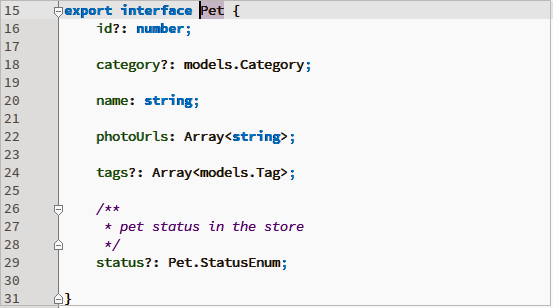 15 export interface Pet {
16 id?: number;
17
18 category?: models.Category;
19
20 name: string;
21
22 photoUrls: Array<string>;
23
24 tags?: Array<models.Tag>;
25
26 /**
27 * pet status in the store
28 */
29 status?: Pet.StatusEnum;
30
31 }